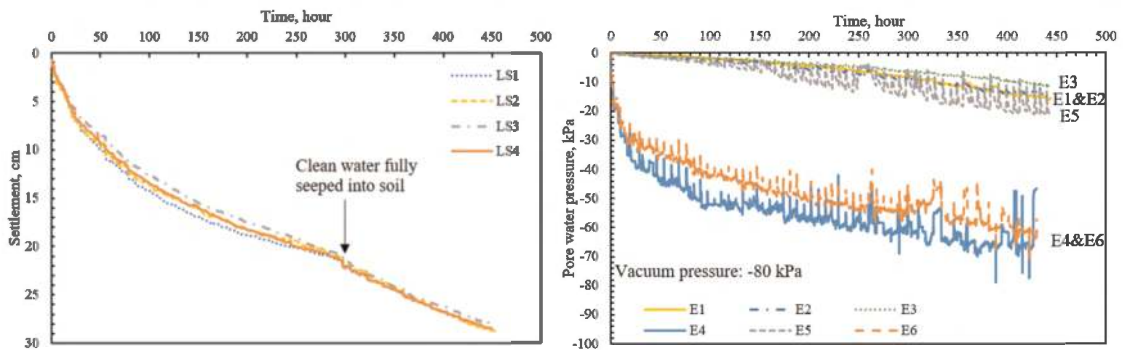 Time, hour
0 50 100 150 200 250 300 350 400 450 500
0
5
10
15
20
25
30
Settlement, cm
LS1
LS2
LS3
LS4
Clean water fully
seeped into soil
Time, hour
0 50 100 150 200 250 300 350 400 450 500
0
-10
-20
-30
-40
-50
-60
-70
-80
-90
-100
Pore water pressure, kPa
E3
E1&E2
E5
E4&E6
Vacuum pressure: -80 kPa
E1 E2 E3
E4 E5 E6